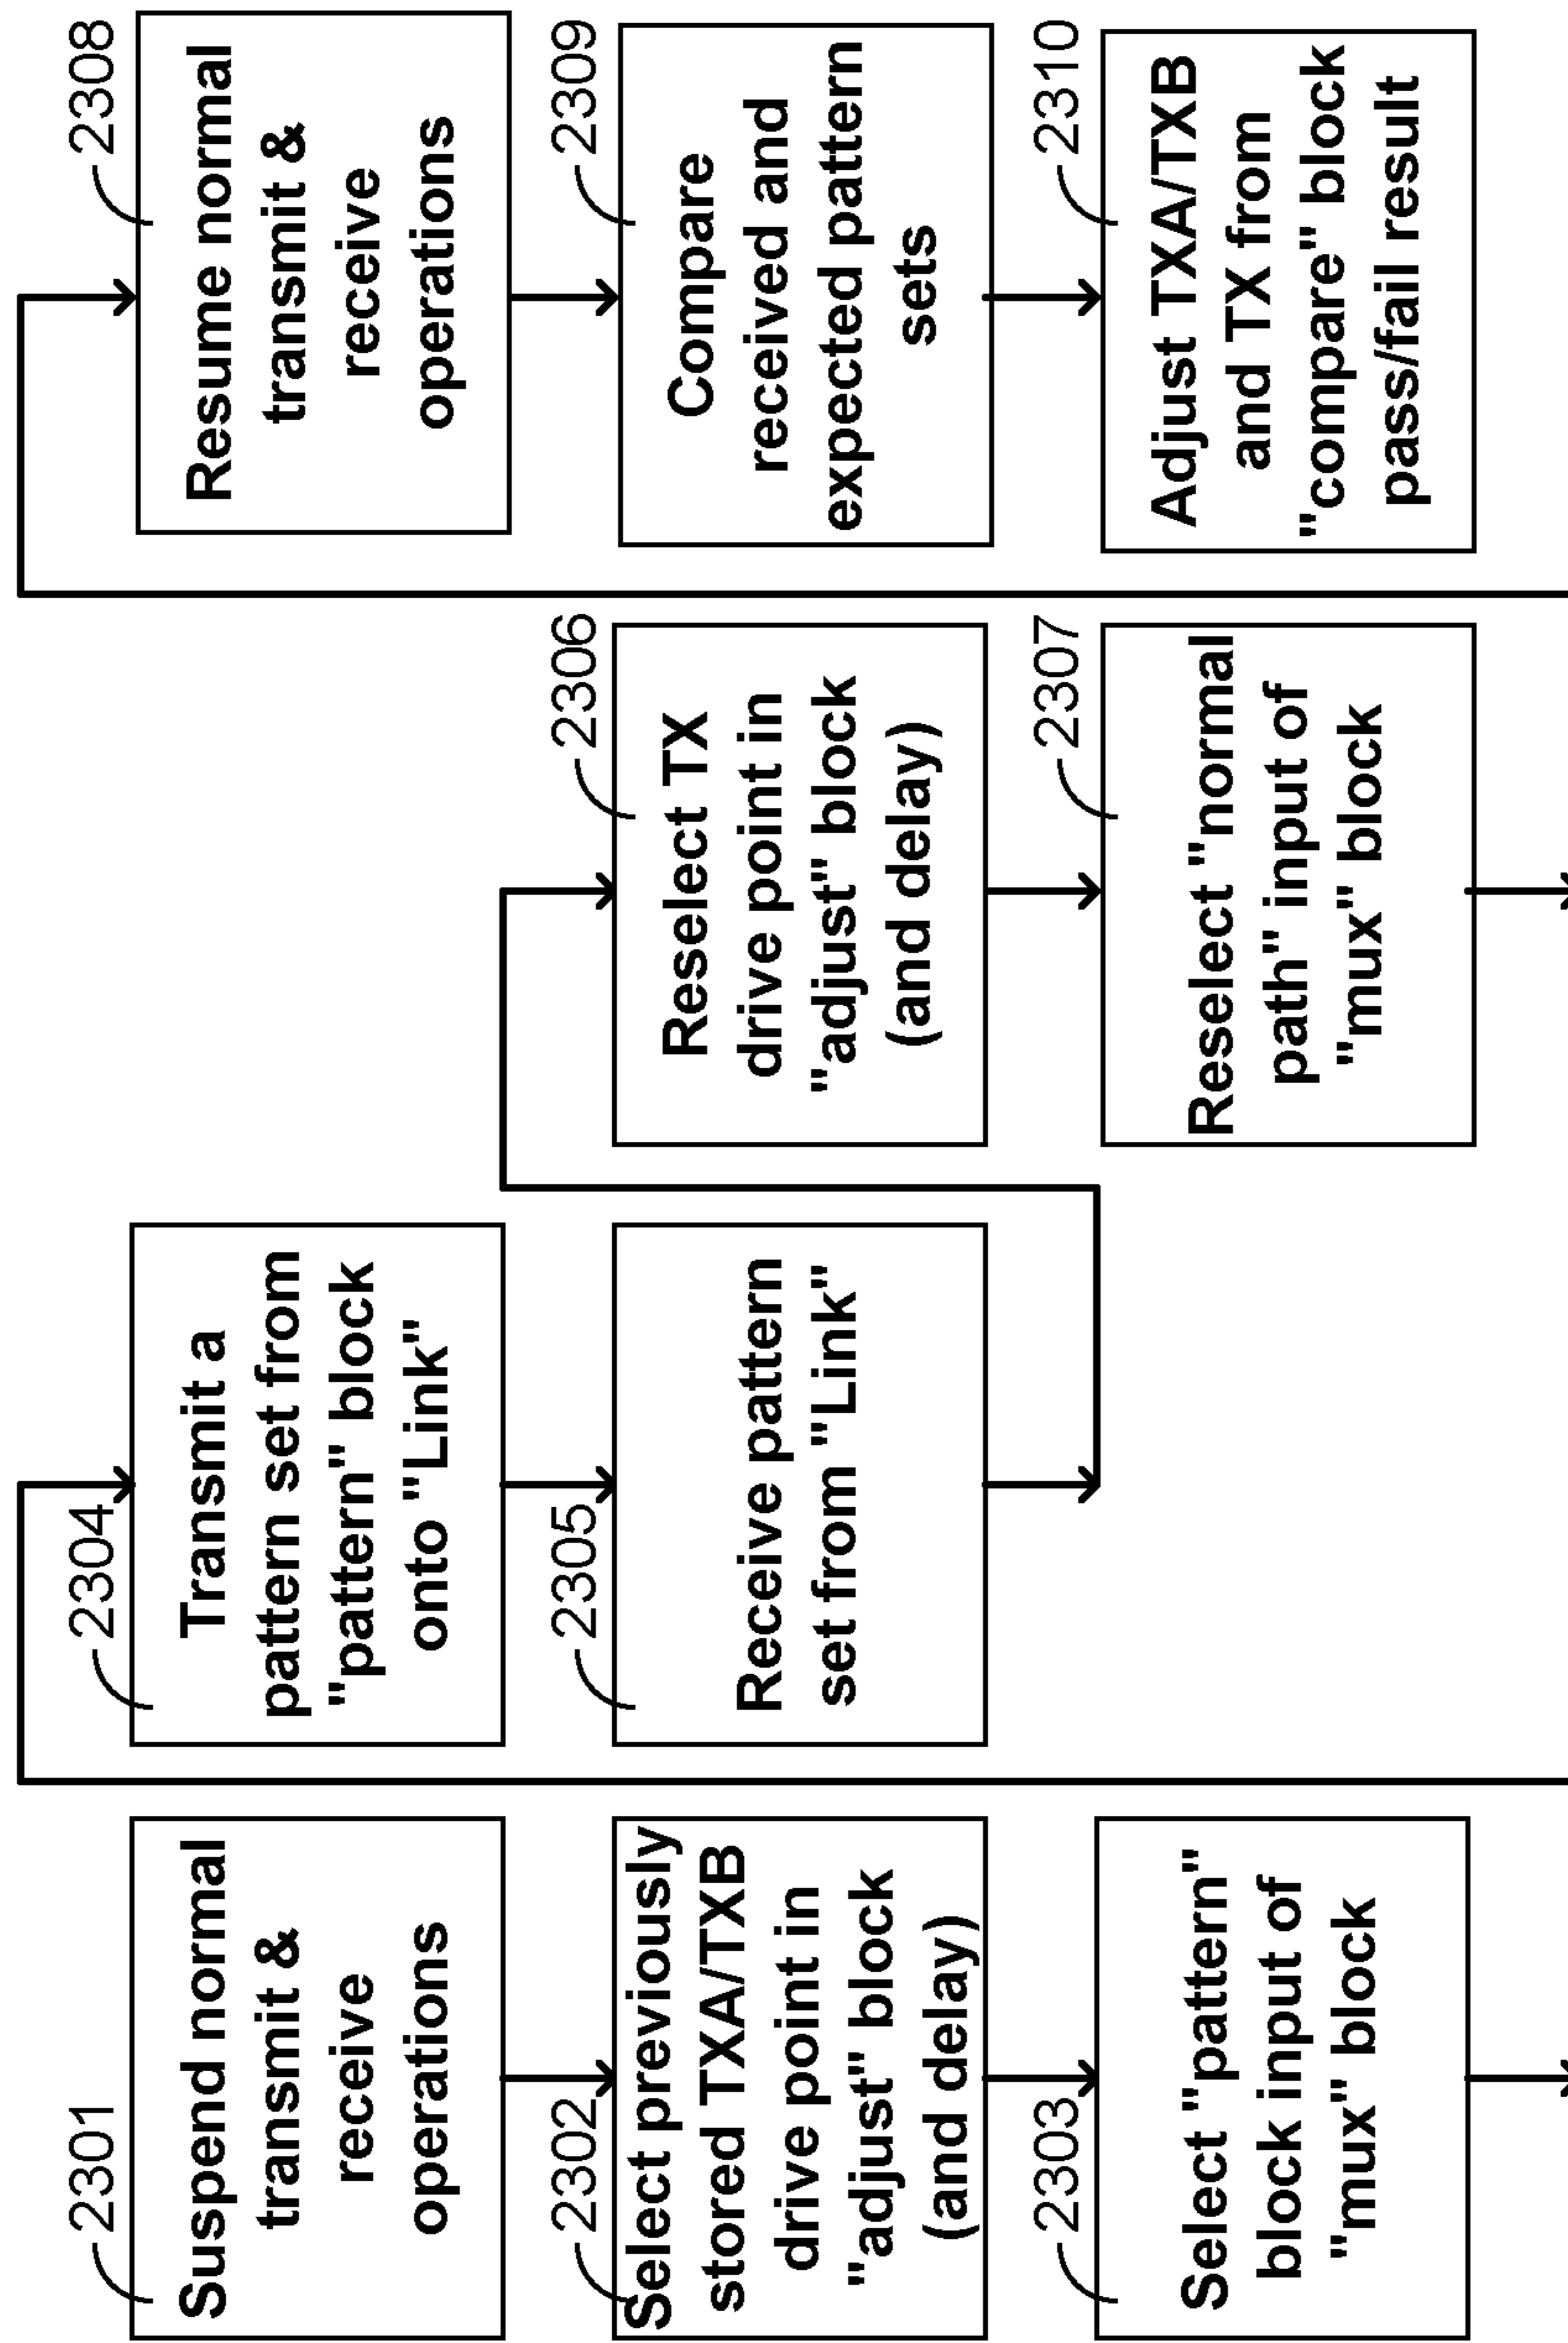 2301
Suspend normal
transmit &
receive
operations
2302
Select previously
stored TXA/TXB
drive point in
"adjust" block
(and delay)
2303
Select "pattern"
block input of
"mux" block
2304
Transmit a
pattern set from
"pattern" block
onto "Link"
2305
Receive pattern
set from "Link"
2306
Reselect TX
drive point in
"adjust" block
(and delay)
2307
Reselect "normal
path" input of
"mux" block
2308
Resume normal
transmit &
receive
operations
2309
Compare
received and
expected pattern
sets
2310
Adjust TXA/TXB
and TX from
"compare" block
pass/fail result